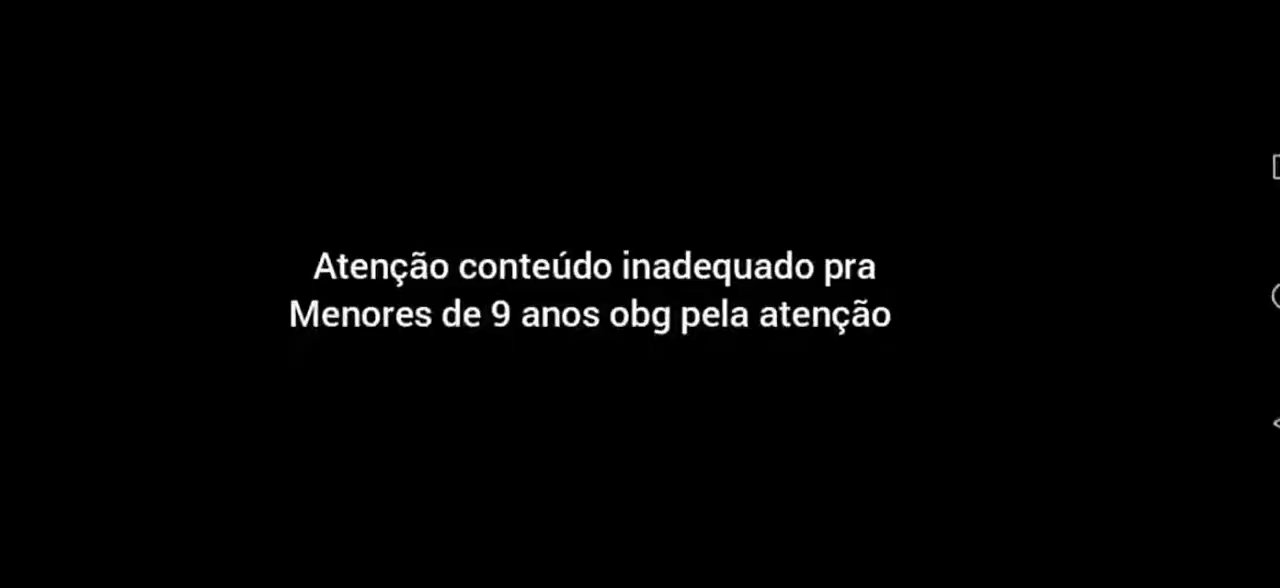 Atenção conteúdo inadequado pra
Menores de 9 anos obg pela atenção